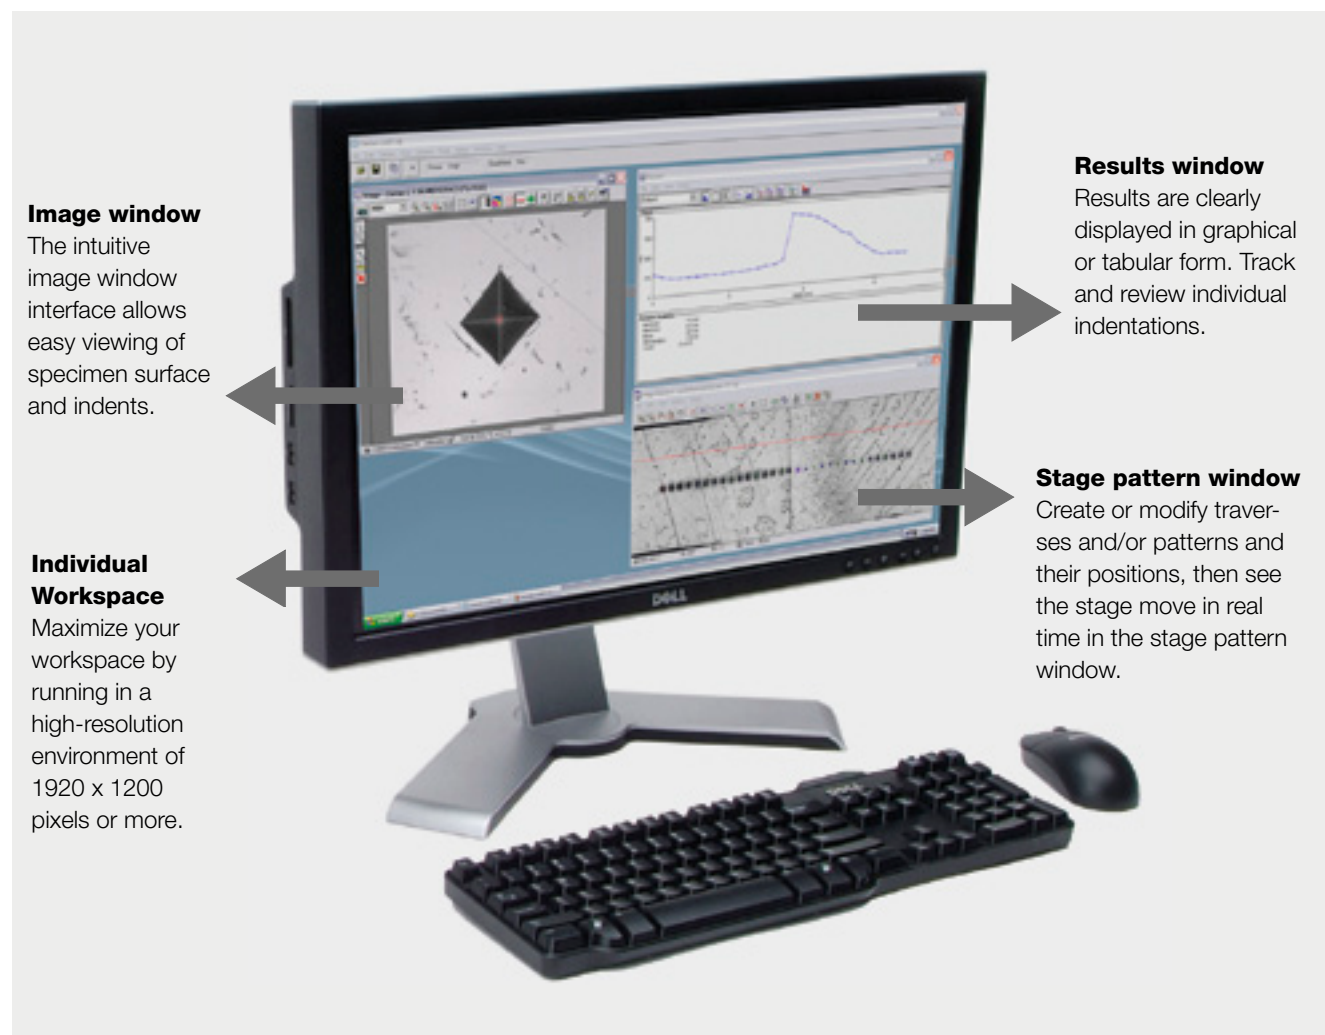 Image window
The intuitive
image window
interface allows
easy viewing of
specimen surface
and indents.
Individual
Workspace
Maximize your
workspace by
running in a
high-resolution
environment of
1920 x 1200
pixels or more.
Results window
Results are clearly
displayed in graphical
or tabular form. Track
and review individual
indentations.
Stage pattern window
Create or modify traver-
ses and/or patterns and
their positions, then see
the stage move in real
time in the stage pattern
window.
DELL
DELL